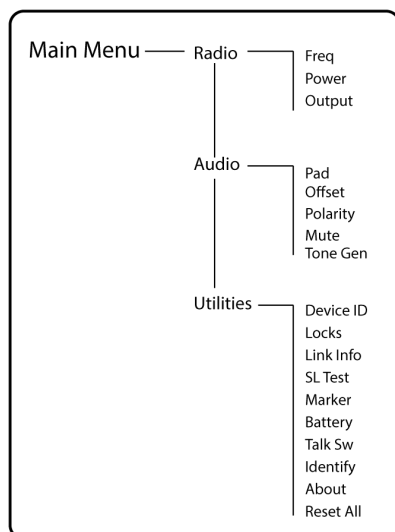 Main Menu
Radio
Freq
Power
Output
Audio
Pad
Offset
Polarity
Mute
Tone Gen
Utilities
Device ID
Locks
Link Info
SL Test
Marker
Battery
Talk Sw
Identify
About
Reset All